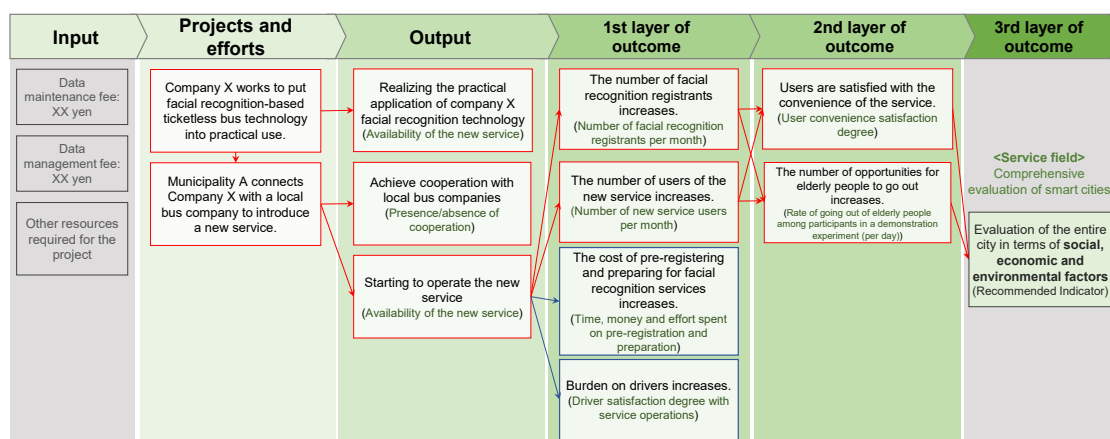 Input
Projects and
efforts
Output
1st layer of
outcome
2nd layer of
outcome
3rd layer of
outcome
Data
maintenance fee:
XX yen
Data
management fee:
XX yen
Other resources
required for the
project
Company X works to put
facial recognition-based
ticketless bus technology
into practical use.
Municipality A connects
Company X with a local
bus company to introduce
a new service.
Realizing the practical
application of company X
facial recognition technology
(Availability of the new service)
Achieve cooperation with
local bus companies
(Presence/absence of
cooperation)
Starting to operate the new
service
(Availability of the new service)
The number of facial
recognition registrants
increases.
(Number of facial recognition
registrants per month)
The number of users of the
new service increases.
(Number of new service users
per month)
The cost of pre-registering
and preparing for facial
recognition services
increases.
(Time, money and effort spent
on pre-registration and
preparation)
Burden on drivers increases.
(Driver satisfaction degree with
service operations)
Users are satisfied with the
convenience of the service.
(User convenience satisfaction
degree)
The number of opportunities for
elderly people to go out
increases.
(Rate of going out of elderly people
among participants in a demonstration
experiment (per day))
<Service field>
Comprehensive
evaluation of smart cities
Evaluation of the entire
city in terms of social,
economic and
environmental factors
(Recommended Indicator)